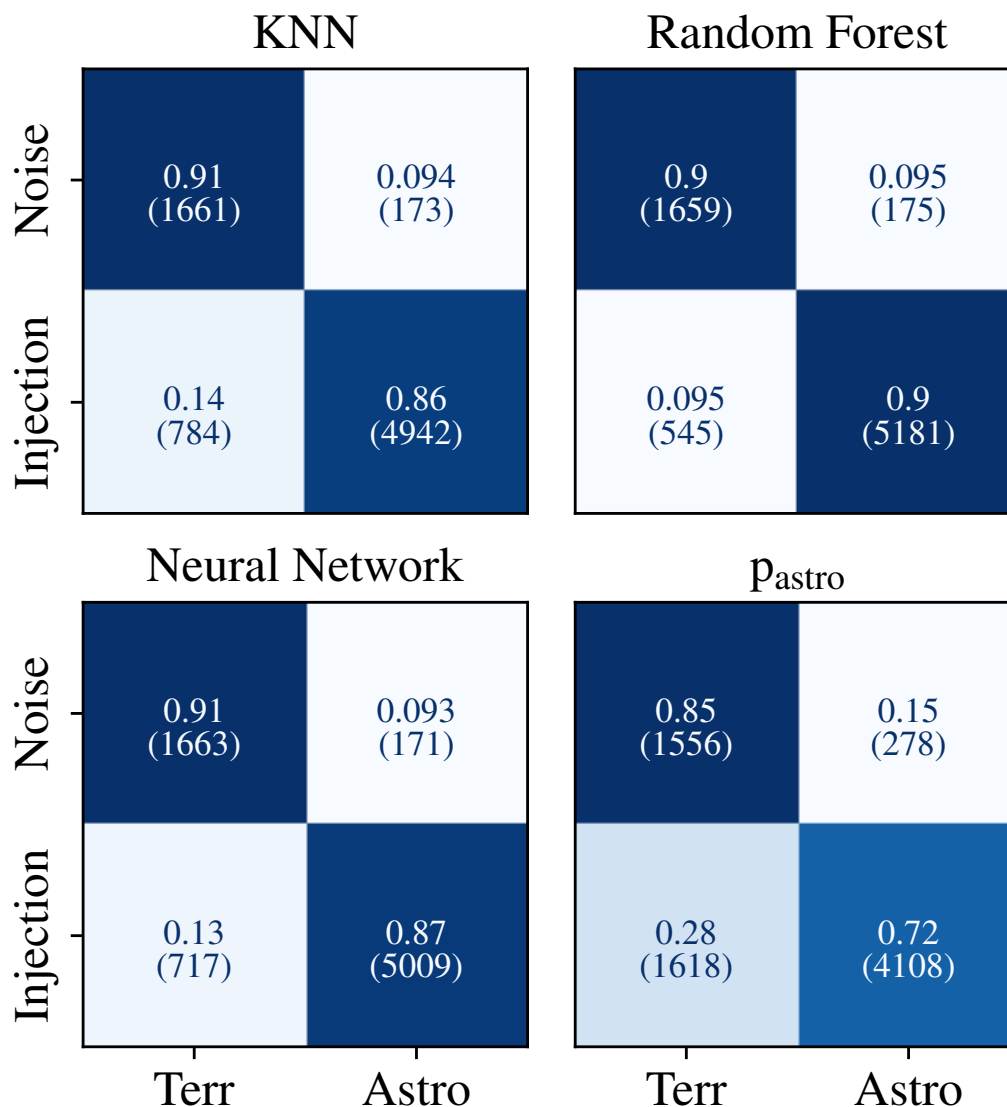 KNN
Random Forest
Noise
0.91
(1661)
0.094
(173)
0.9
(1659)
0.095
(175)
Injection
0.14
(784)
0.86
(4942)
0.095
(545)
0.9
(5181)
Neural Network
p_astro
Noise
0.91
(1663)
0.093
(171)
0.85
(1556)
0.15
(278)
Injection
0.13
(717)
0.87
(5009)
0.28
(1618)
0.72
(4108)
Terr
Astro
Terr
Astro